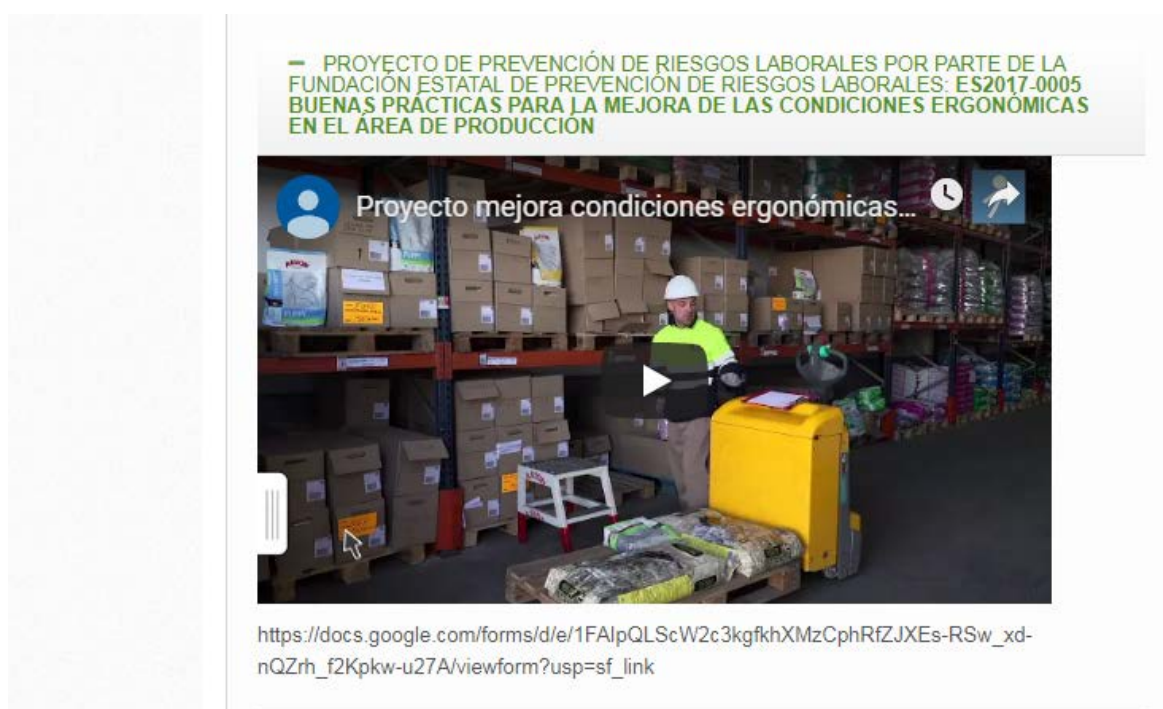 — PROYECTO DE PREVENCIÓN DE RIESGOS LABORALES POR PARTE DE LA
FUNDACIÓN ESTATAL DE PREVENCIÓN DE RIESGOS LABORALES: ES2017-0005
BUENAS PRÁCTICAS PARA LA MEJORA DE LAS CONDICIONES ERGONÓMICAS
EN EL ÁREA DE PRODUCCIÓN
Proyecto mejora condiciones ergonómicas...
https://docs.google.com/forms/d/e/1FAIpQLScW2c3kgfkhXMzCphRfZJXEs-RSw_xd-
nQZrh_f2Kpkw-u27A/viewform?usp=sf_link